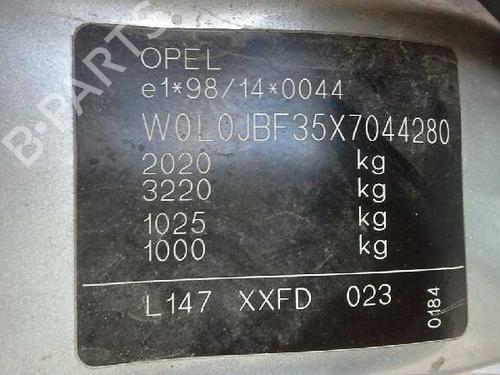 OPEL
e1*98/14*0044
W0L0JBF35X7044280
2020 kg
3220 kg
1025 kg
1000 kg
L147 XXFD 023
0184
B-PARTS